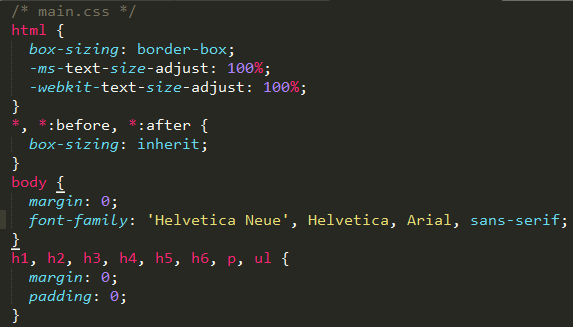 /* main.css */
html {
  box-sizing: border-box;
  -ms-text-size-adjust: 100%;
  -webkit-text-size-adjust: 100%;
}
*, *:before, *:after {
  box-sizing: inherit;
}
body {
  margin: 0;
  font-family: 'Helvetica Neue', Helvetica, Arial, sans-serif;
}
h1, h2, h3, h4, h5, h6, p, ul {
  margin: 0;
  padding: 0;
}